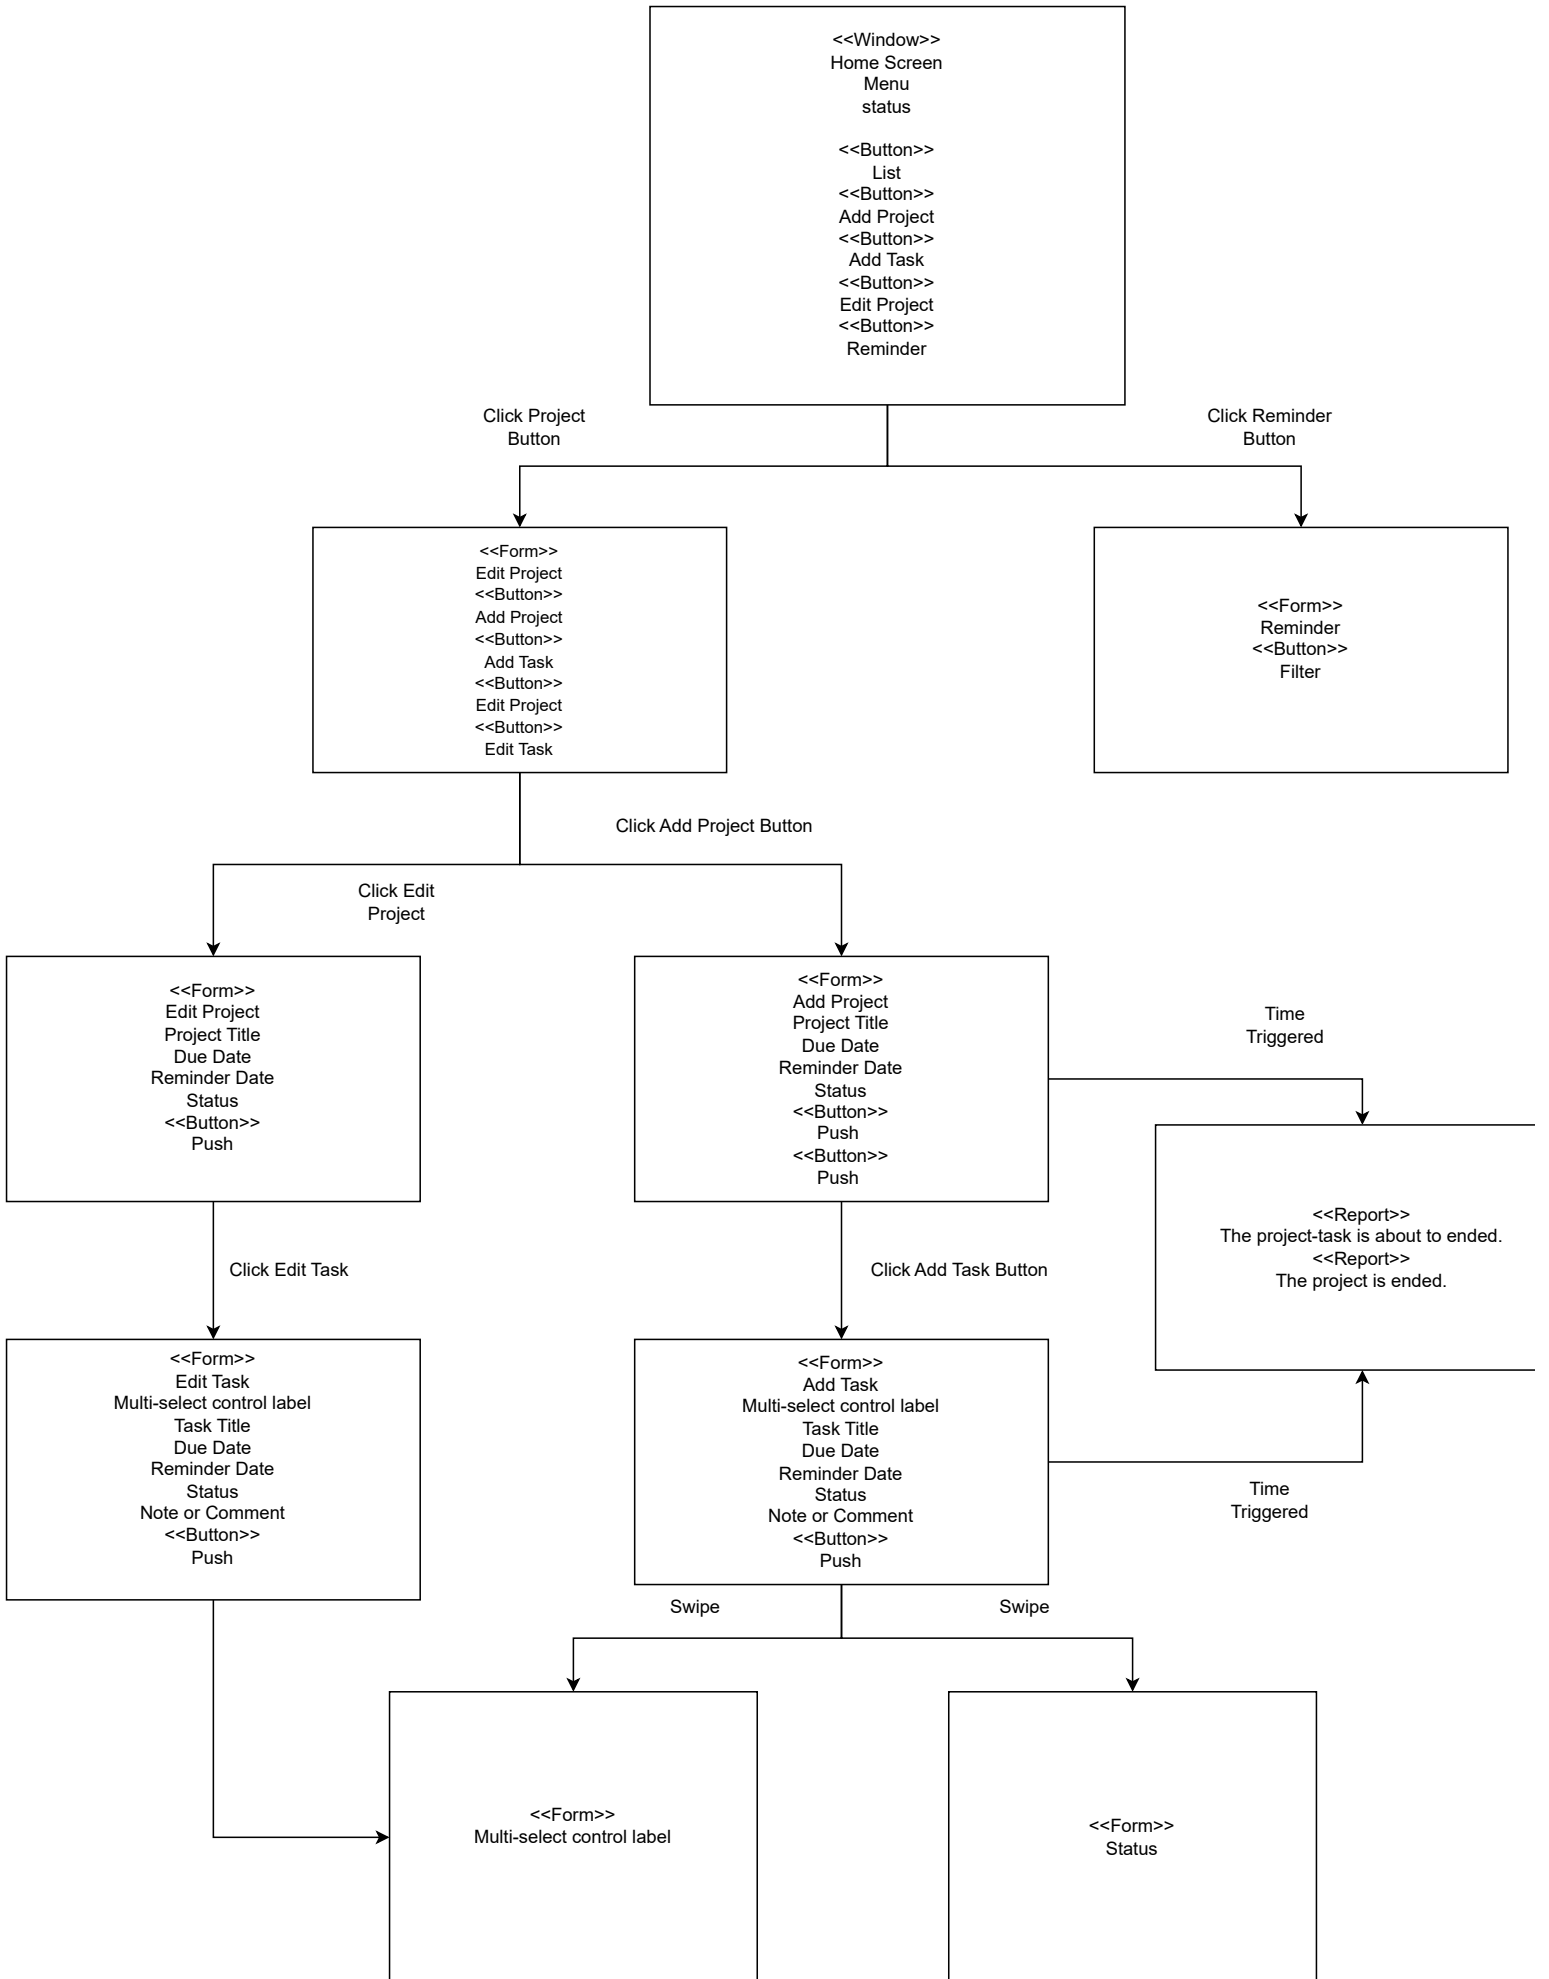 <<Window>>
Home Screen
Menu
status
<<Button>>
List
<<Button>>
Add Project
<<Button>>
Add Task
<<Button>>
Edit Project
<<Button>>
Reminder
Click Project
Button
Click Reminder
Button
<<Form>>
Edit Project
<<Button>>
Add Project
<<Button>>
Add Task
<<Button>>
Edit Project
<<Button>>
Edit Task
<<Form>>
Reminder
<<Button>>
Filter
Click Add Project Button
Click Edit
Project
<<Form>>
Edit Project
Project Title
Due Date
Reminder Date
Status
<<Button>>
Push
<<Form>>
Add Project
Project Title
Due Date
Reminder Date
Status
<<Button>>
Push
<<Button>>
Push
Time
Triggered
<<Report>>
The project-task is about to ended.
<<Report>>
The project is ended.
Click Edit Task
Click Add Task Button
<<Form>>
Edit Task
Multi-select control label
Task Title
Due Date
Reminder Date
Status
Note or Comment
<<Button>>
Push
<<Form>>
Add Task
Multi-select control label
Task Title
Due Date
Reminder Date
Status
Note or Comment
<<Button>>
Push
Time
Triggered
Swipe
Swipe
<<Form>>
Multi-select control label
<<Form>>
Status